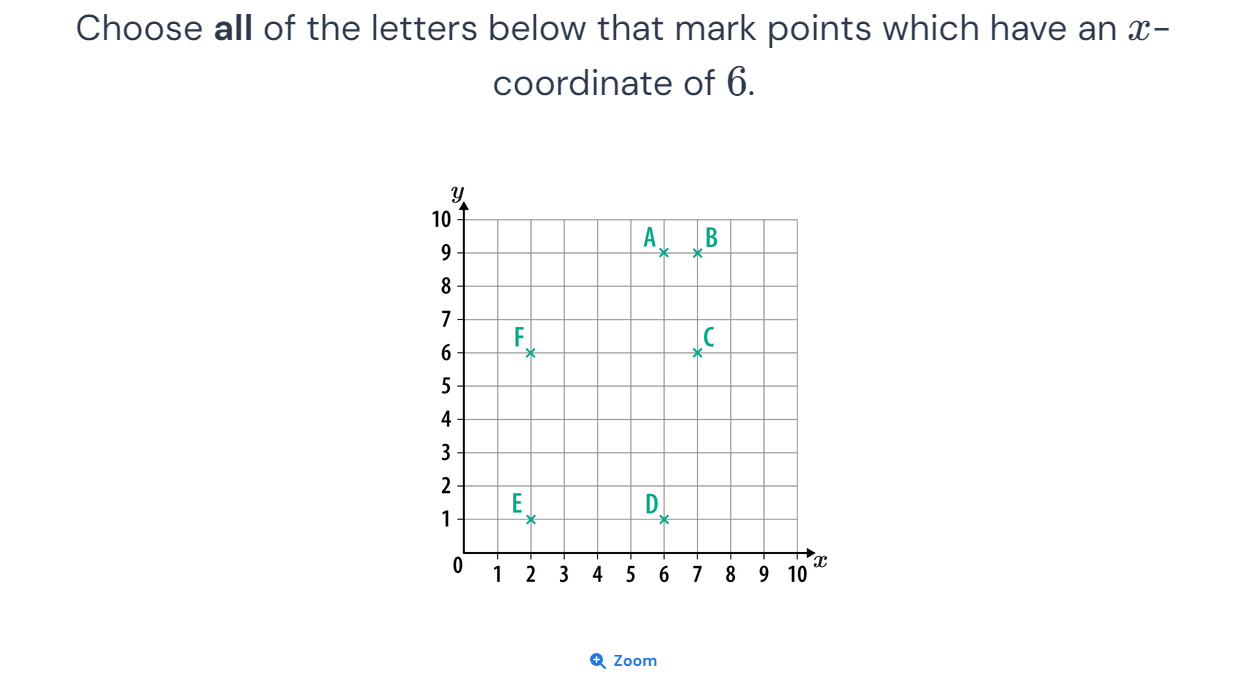 Choose all of the letters below that mark points which have an x-
coordinate of 6.
y
10
A
B
9
8
7
F
C
6
5
4
3
2
E
D
1
0
x
1 2 3 4 5 6 7 8 9 10
Zoom